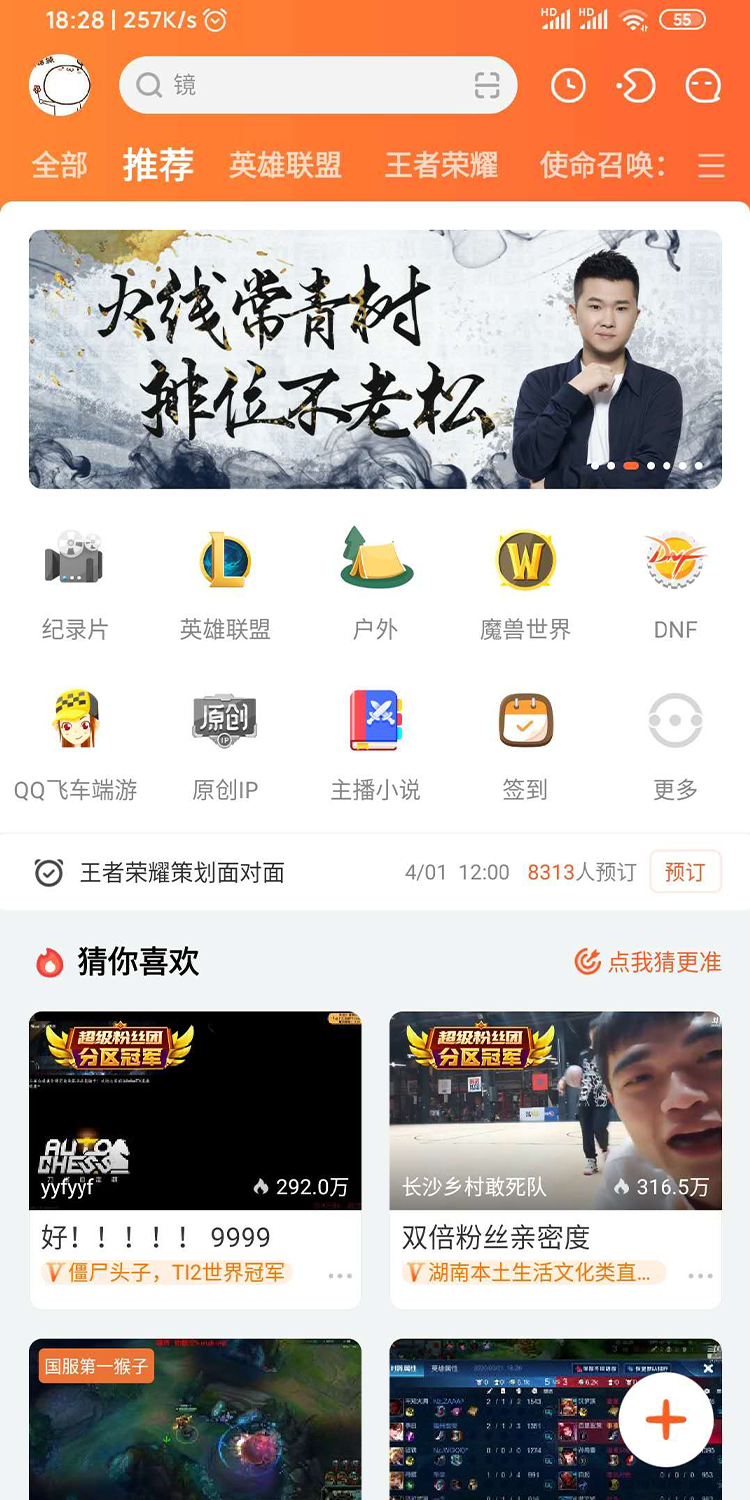 18:28 | 257K/s
HD HD 55
镜
全部 推荐 英雄联盟 王者荣耀 使命召唤：
火线常青树
排位不老松
纪录片 英雄联盟 户外 魔兽世界 DNF
原创
IP
QQ飞车端游 原创IP 主播小说 签到 更多
王者荣耀策划面对面 4/01 12:00 8313人预订 预订
猜你喜欢 点我猜更准
超级粉丝团
分区冠军
AUTO
CHESS
yyfyyf 292.0万
好！！！！！ 9999
僵尸头子，TI2世界冠军
超级粉丝团
分区冠军
长沙乡村敢死队 316.5万
双倍粉丝亲密度
湖南本土生活文化类直...
国服第一猴子
英雄属性